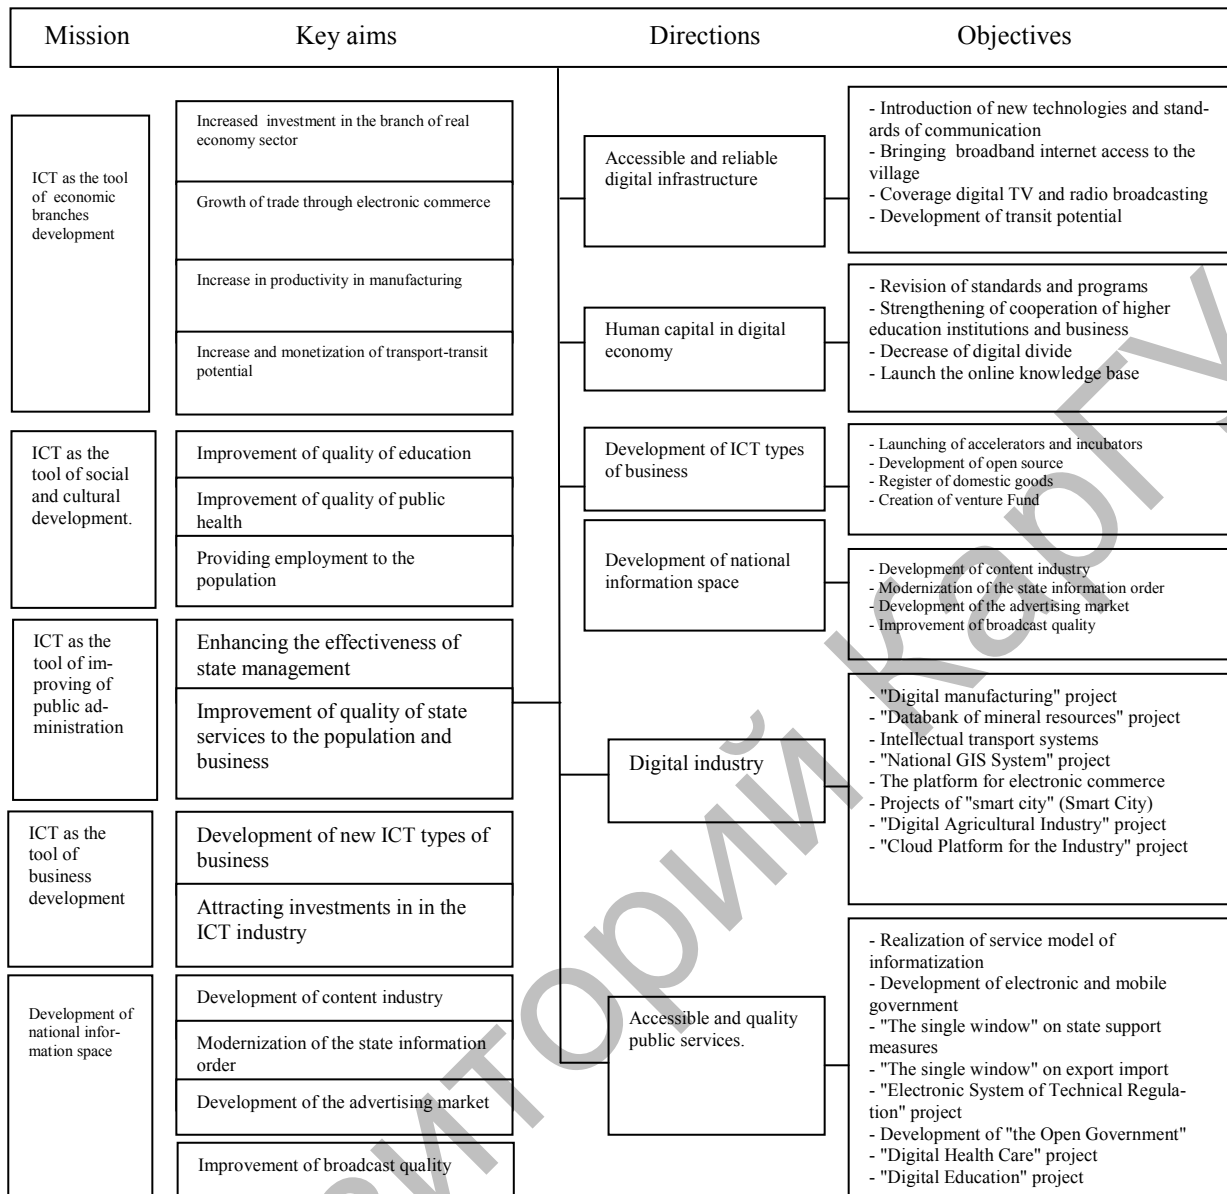 Mission Key aims Directions Objectives
ICT as the tool
of economic
branches
development
Increased investment in the branch of real
economy sector
Growth of trade through electronic commerce
Increase in productivity in manufacturing
Increase and monetization of transport-transit
potential
ICT as the
tool of social
and cultural
development.
Improvement of quality of education
Improvement of quality of public
health
Providing employment to the
population
ICT as the
tool of im-
proving of
public ad-
ministration
Enhancing the effectiveness of
state management
Improvement of quality of state
services to the population and
business
ICT as the
tool of
business
development
Development of new ICT types of
business
Attracting investments in in the
ICT industry
Development of
national infor-
mation space
Development of content industry
Modernization of the state information
order
Development of the advertising market
Improvement of broadcast quality
Accessible and reliable
digital infrastructure
- Introduction of new technologies and stand-
ards of communication
- Bringing broadband internet access to the
village
- Coverage digital TV and radio broadcasting
- Development of transit potential
Human capital in digital
economy
- Revision of standards and programs
- Strengthening of cooperation of higher
education institutions and business
- Decrease of digital divide
- Launch the online knowledge base
Development of ICT types
of business
- Launching of accelerators and incubators
- Development of open source
- Register of domestic goods
- Creation of venture Fund
Development of national
information space
- Development of content industry
- Modernization of the state information order
- Development of the advertising market
- Improvement of broadcast quality
Digital industry
- "Digital manufacturing" project
- "Databank of mineral resources" project
- Intellectual transport systems
- "National GIS System" project
- The platform for electronic commerce
- Projects of "smart city" (Smart City)
- "Digital Agricultural Industry" project
- "Cloud Platform for the Industry" project
Accessible and quality
public services.
- Realization of service model of
informatization
- Development of electronic and mobile
government
- "The single window" on state support
measures
- "The single window" on export import
- "Electronic System of Technical Regula-
tion" project
- Development of "the Open Government"
- "Digital Health Care" project
- "Digital Education" project
иторий КарГУ